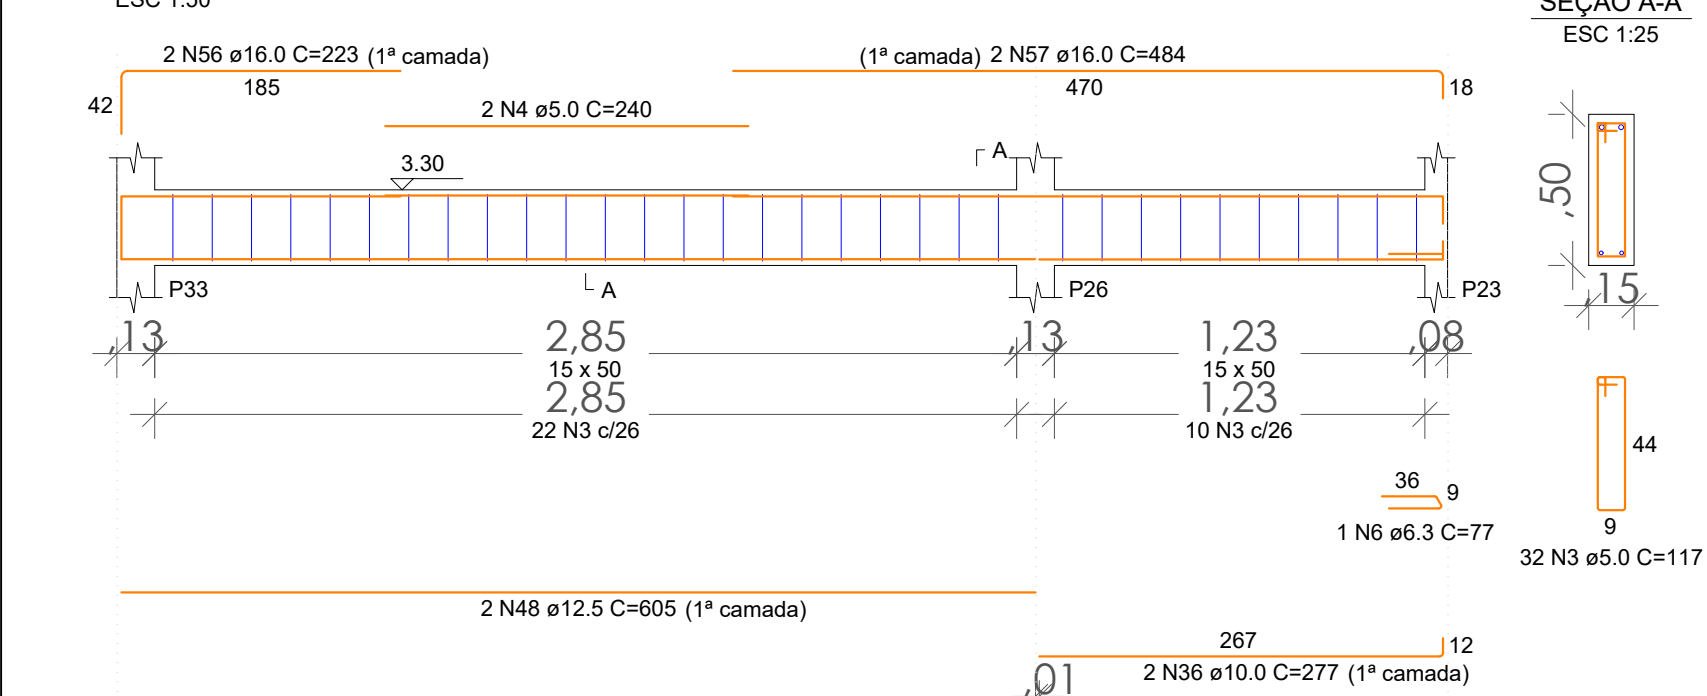 ESC 1:50
SEÇÃO A-A
ESC 1:25
2 N56 ø16.0 C=223 (1ª camada)
(1ª camada) 2 N57 ø16.0 C=484
185
470
42
18
2 N4 ø5.0 C=240
A
3.30
,50
P33
A
P26
P23
,15
,13
2,85
,13
1,23
,08
15 x 50
15 x 50
2,85
1,23
22 N3 c/26
10 N3 c/26
44
36
9
9
1 N6 ø6.3 C=77
32 N3 ø5.0 C=117
2 N48 ø12.5 C=605 (1ª camada)
267
12
2 N36 ø10.0 C=277 (1ª camada)
,01